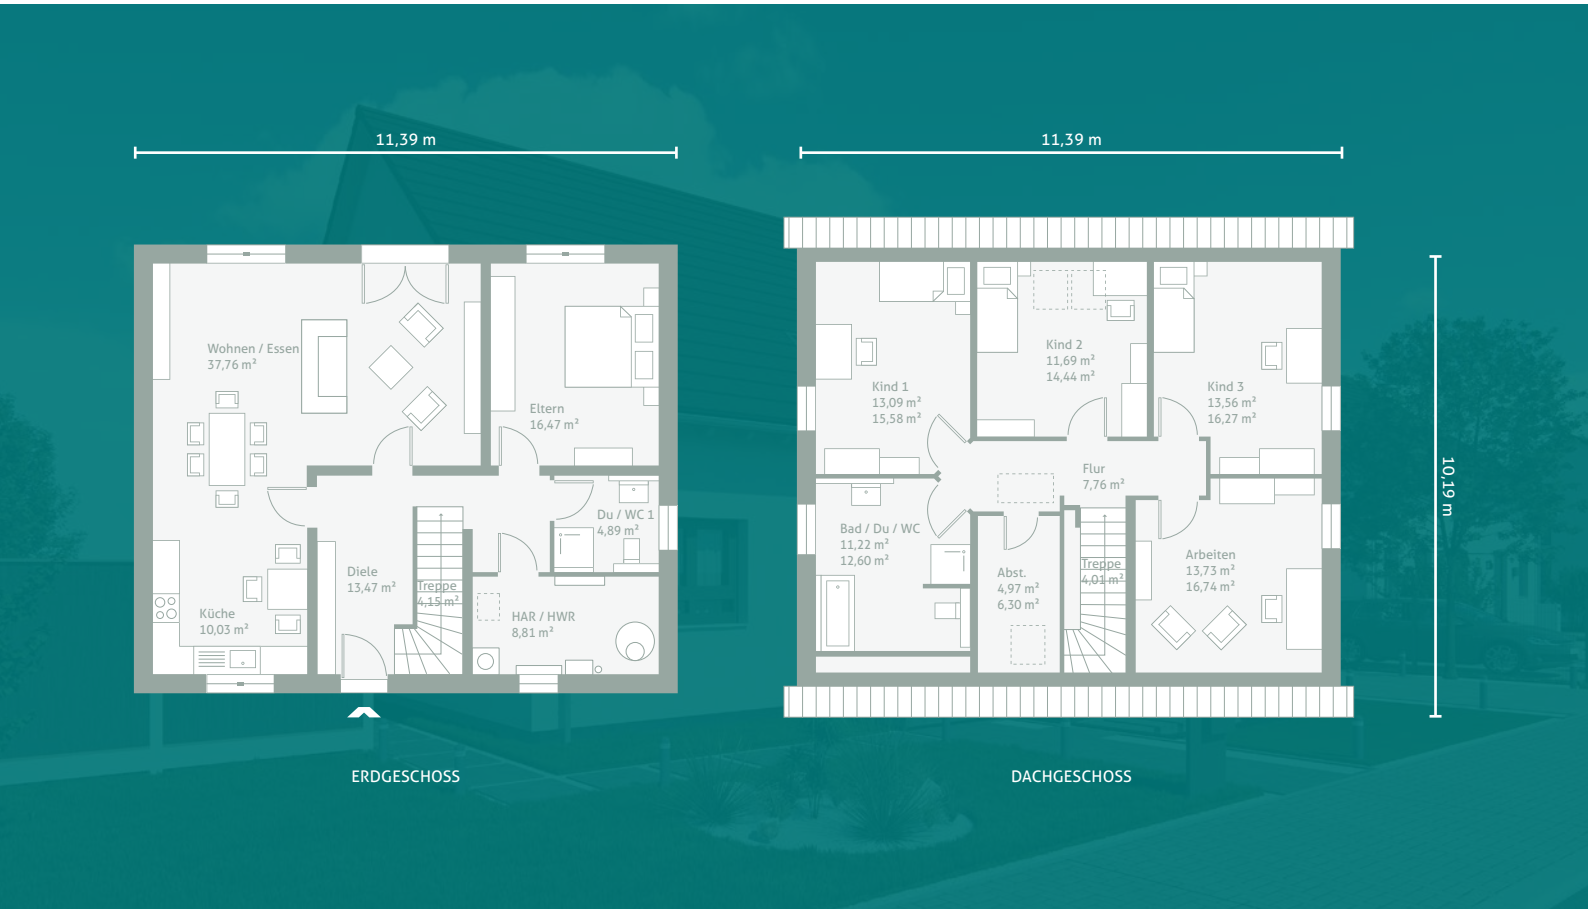 11,39 m
11,39 m
Wohnen / Essen
37,76 m²
Eltern
16,47 m²
Du / WC 1
4,89 m²
Diele
13,47 m²
Treppe
4,15 m²
Küche
10,03 m²
HAR / HWR
8,81 m²
ERDGESCHOSS
Kind 1
13,09 m²
15,58 m²
Kind 2
11,69 m²
14,44 m²
Kind 3
13,56 m²
16,27 m²
Flur
7,76 m²
Bad / Du / WC
11,22 m²
12,60 m²
Abst.
4,97 m²
6,30 m²
Treppe
4,01 m²
Arbeiten
13,73 m²
16,74 m²
10,19 m
DACHGESCHOSS